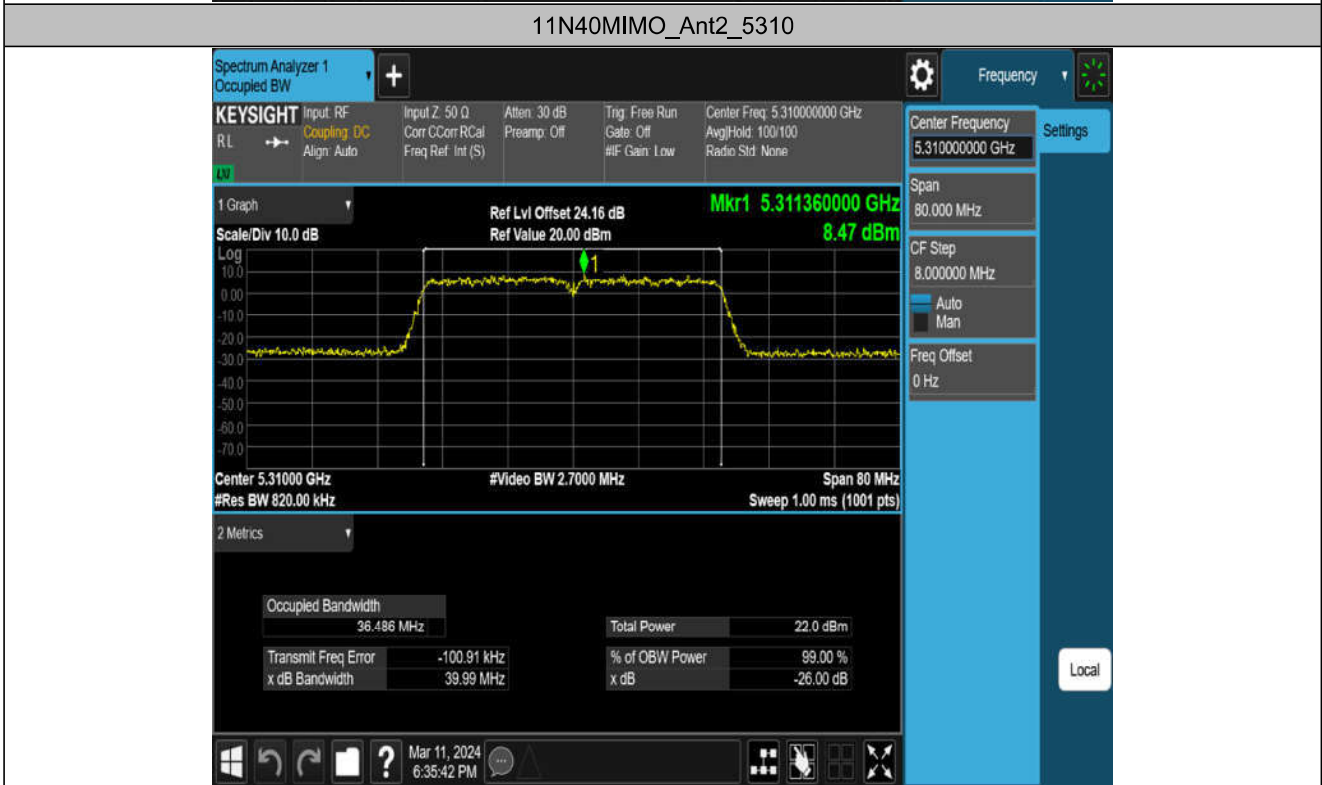 11N40MIMO_Ant2_5310
Spectrum Analyzer 1
Occupied BW
Frequency
KEYSIGHT
RL
LXI
Input: RF
Coupling: DC
Align: Auto
Input Z: 50 Ω
Corr CCorr RCal
Freq Ref: Int (S)
Atten: 30 dB
Preamp: Off
Trig: Free Run
Gate: Off
#IF Gain: Low
Center Freq: 5.310000000 GHz
Avg|Hold: 100/100
Radio Std: None
Center Frequency
5.310000000 GHz
Settings
Span
80.000 MHz
CF Step
8.000000 MHz
Auto
Man
Freq Offset
0 Hz
1 Graph
Scale/Div 10.0 dB
Ref Lvl Offset 24.16 dB
Ref Value 20.00 dBm
Mkr1 5.311360000 GHz
8.47 dBm
Log
10.0
0.00
-10.0
-20.0
-30.0
-40.0
-50.0
-60.0
-70.0
1
Center 5.31000 GHz
#Res BW 820.00 kHz
#Video BW 2.7000 MHz
Span 80 MHz
Sweep 1.00 ms (1001 pts)
2 Metrics
Occupied Bandwidth
36.486 MHz
Total Power 22.0 dBm
Transmit Freq Error -100.91 kHz
% of OBW Power 99.00 %
x dB Bandwidth 39.99 MHz
x dB -26.00 dB
Local
?
Mar 11, 2024
6:35:42 PM